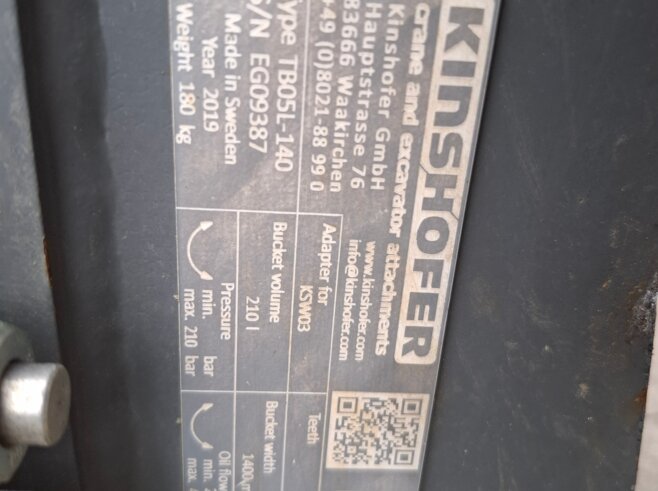 KINSHOFER
crane and excavator attachments
Kinshofer GmbH
www.kinshofer.com
Hauptstrasse 76
info@kinshofer.com
83666 Waakirchen
+49 (0)8021-88 99 0
Type TB05L-140
S/N EG09387
Made in Sweden
Year 2019
Weight 180 kg
Adapter for
KSW03
Teeth
Bucket volume
210 l
Bucket width
Pressure
min. bar
max. 210 bar
Oil flow
min.
max.